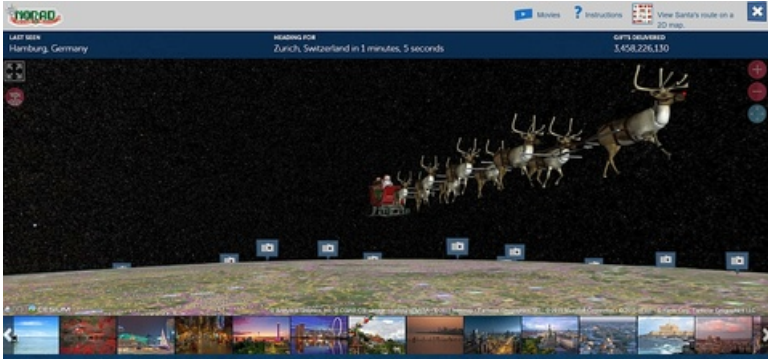 NORAD
Movies
Instructions
View Santa's route on a
2D map.
LAST SEEN
Hamburg, Germany
HEADING FOR
Zurich, Switzerland in 1 minutes, 5 seconds
GIFTS DELIVERED
3,458,226,130
CESIUM